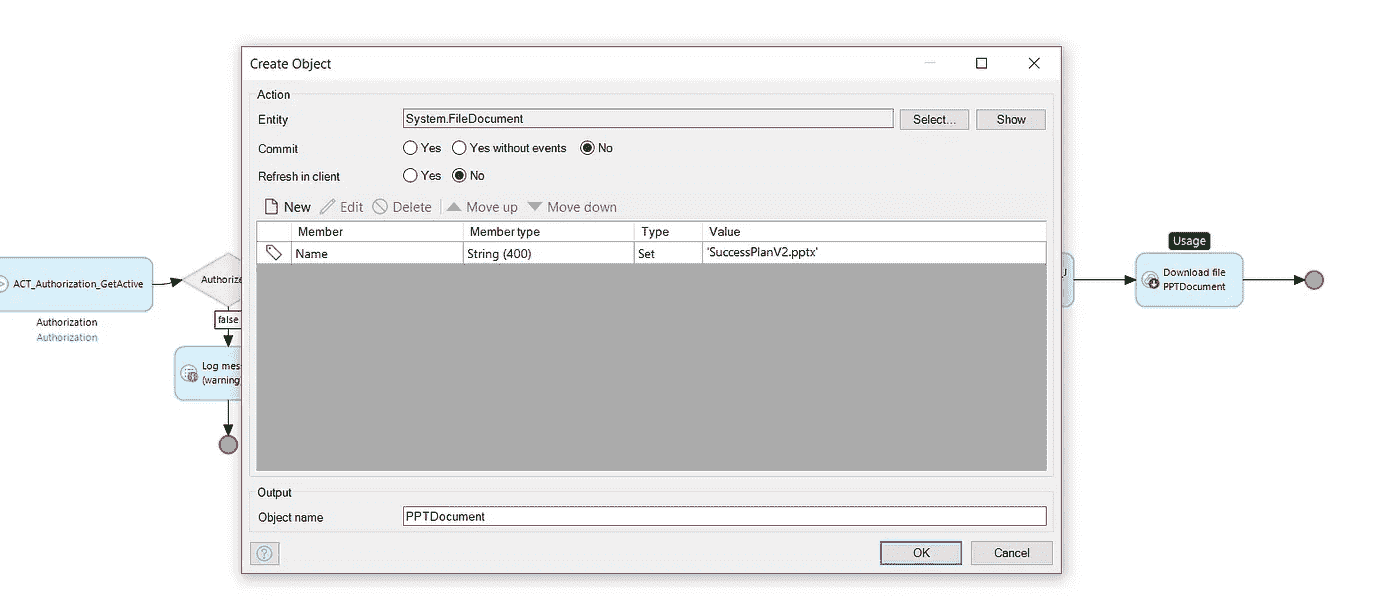 Create Object
Action
Entity
System.FileDocument
Select...
Show
Commit
Yes
Yes without events
No
Refresh in client
Yes
No
New
Edit
Delete
Move up
Move down
Member
Member type
Type
Value
Name
String (400)
Set
'SuccessPlanV2.pptx'
Output
Object name
PPTDocument
?
OK
Cancel
ACT_Authorization_GetActive
Authorization
Authorization
Authorize
false
Log mes
(warning)
Usage
Download file
PPTDocument